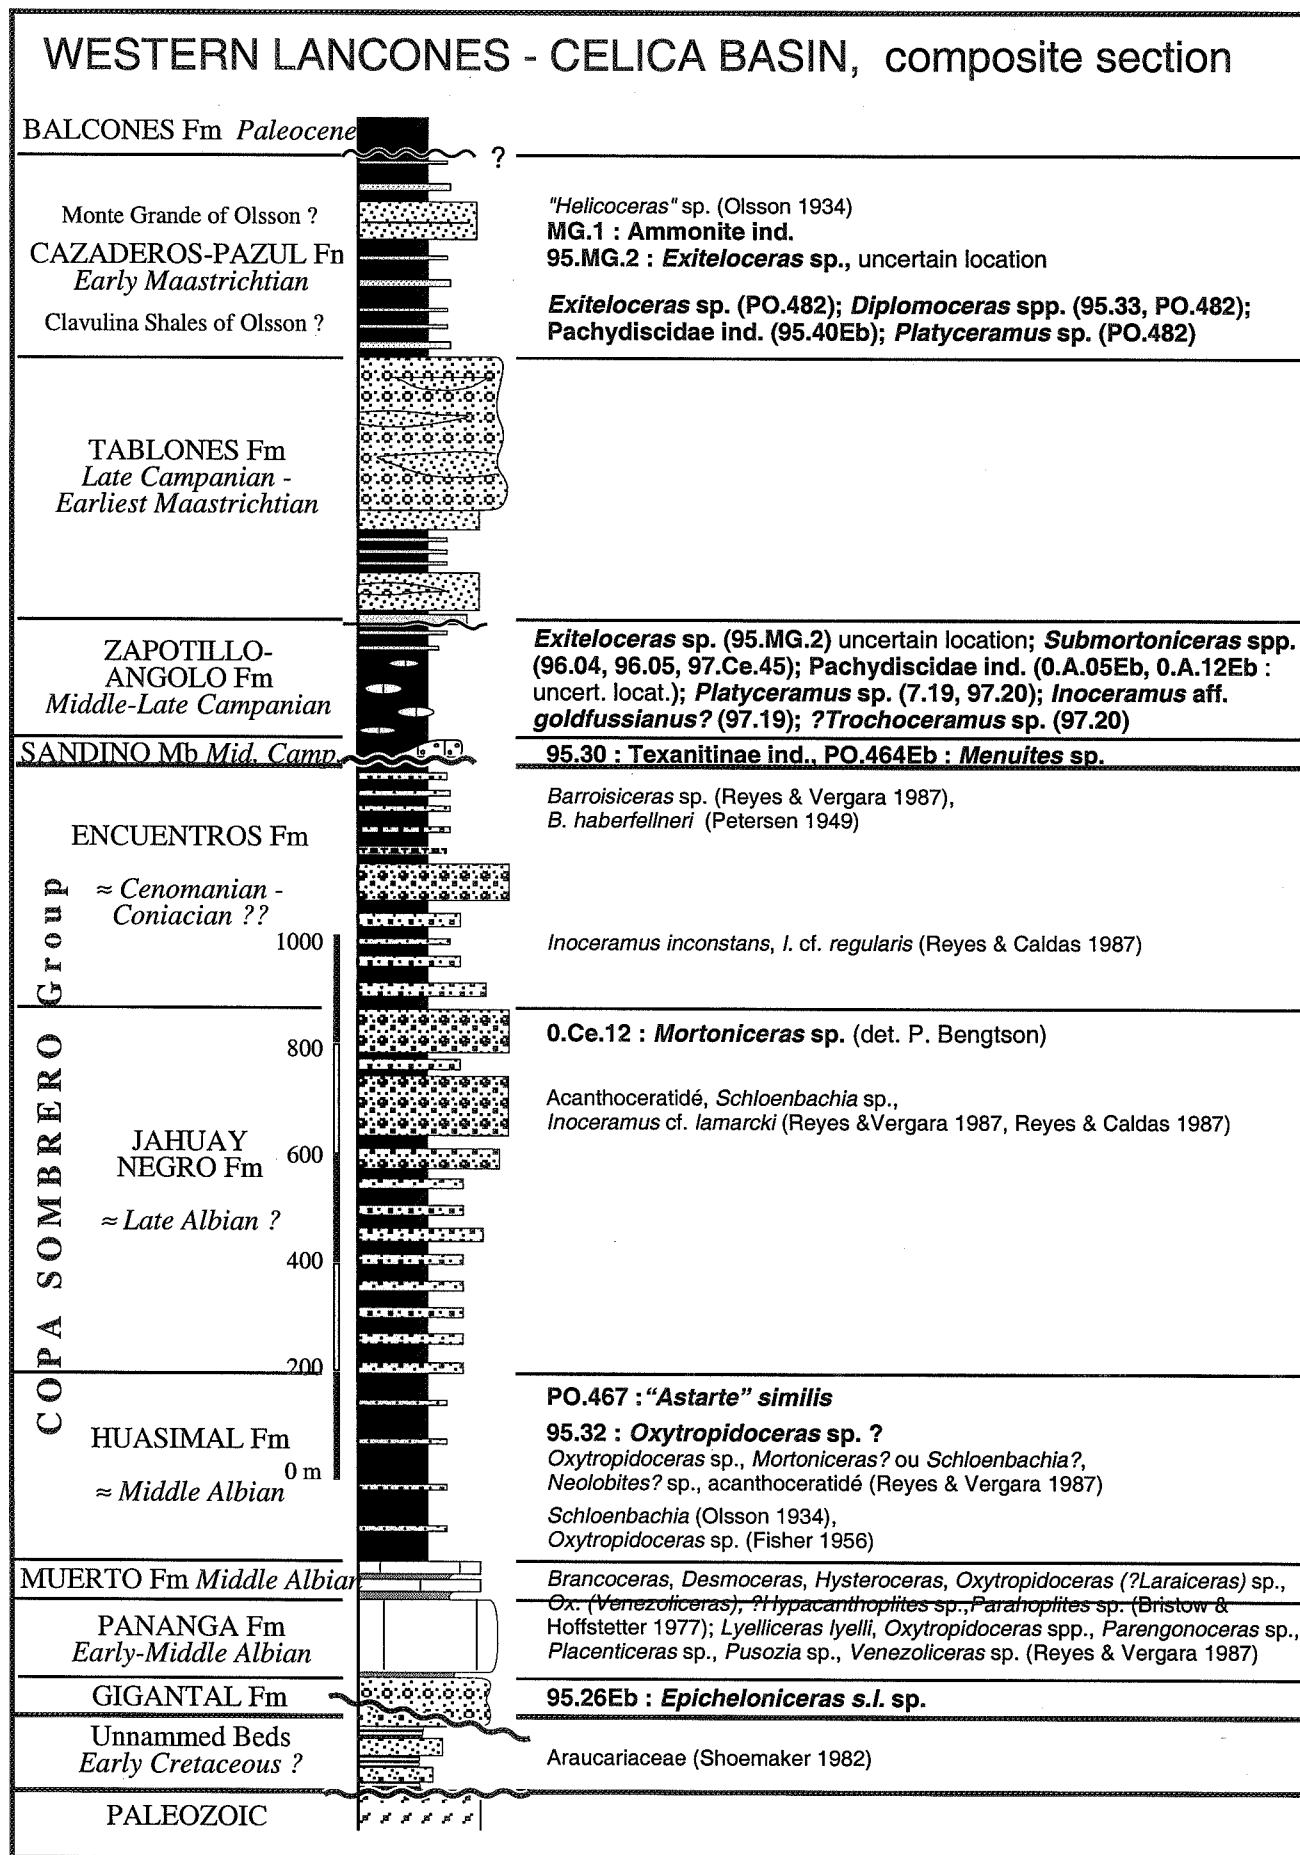 WESTERN LANCONES - CELICA BASIN, composite section
BALCONES Fm Paleocene
?
Monte Grande of Olsson ?
CAZADEROS-PAZUL Fn
Early Maastrichtian
Clavulina Shales of Olsson ?
"Helicoceras" sp. (Olsson 1934)
MG.1 : Ammonite ind.
95.MG.2 : Exiteloceras sp., uncertain location
Exiteloceras sp. (PO.482); Diplomoceras spp. (95.33, PO.482);
Pachydiscidae ind. (95.40Eb); Platyceramus sp. (PO.482)
TABLONES Fm
Late Campanian -
Earliest Maastrichtian
ZAPOTILLO-
ANGOLO Fm
Middle-Late Campanian
Exiteloceras sp. (95.MG.2) uncertain location; Submortoniceras spp.
(96.04, 96.05, 97.Ce.45); Pachydiscidae ind. (0.A.05Eb, 0.A.12Eb :
uncert. locat.); Platyceramus sp. (7.19, 97.20); Inoceramus aff.
goldfussianus? (97.19); ?Trochoceramus sp. (97.20)
SANDINO Mb Mid. Camp.
95.30 : Texanitinae ind., PO.464Eb : Menuites sp.
COPA SOMBRERO Group
ENCUENTROS Fm
≈ Cenomanian -
Coniacian ??
Barroisiceras sp. (Reyes & Vergara 1987),
B. haberfellneri (Petersen 1949)
Inoceramus inconstans, I. cf. regularis (Reyes & Caldas 1987)
1000
800
600
400
200
0 m
JAHUAY
NEGRO Fm
≈ Late Albian ?
0.Ce.12 : Mortoniceras sp. (det. P. Bengtson)
Acanthoceratidé, Schloenbachia sp.,
Inoceramus cf. lamarcki (Reyes &Vergara 1987, Reyes & Caldas 1987)
HUASIMAL Fm
≈ Middle Albian
PO.467 : “Astarte” similis
95.32 : Oxytropidoceras sp. ?
Oxytropidoceras sp., Mortoniceras? ou Schloenbachia?,
Neolobites? sp., acanthoceratidé (Reyes & Vergara 1987)
Schloenbachia (Olsson 1934),
Oxytropidoceras sp. (Fisher 1956)
MUERTO Fm Middle Albian
Brancoceras, Desmoceras, Hysteroceras, Oxytropidoceras (?Laraiceras) sp.,
Ox. (Venezoliceras), ?Hypacanthoplites sp.,Parahoplites sp. (Bristow &
Hoffstetter 1977); Lyelliceras lyelli, Oxytropidoceras spp., Parengonoceras sp.,
Placenticeras sp., Pusozia sp., Venezoliceras sp. (Reyes & Vergara 1987)
PANANGA Fm
Early-Middle Albian
GIGANTAL Fm
95.26Eb : Epicheloniceras s.l. sp.
Unnammed Beds
Early Cretaceous ?
Araucariaceae (Shoemaker 1982)
PALEOZOIC